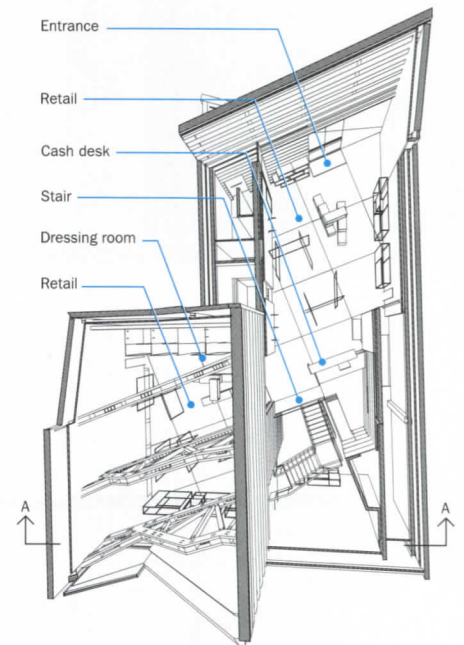 Entrance
Retail
Cash desk
Stair
Dressing room
Retail
A
A